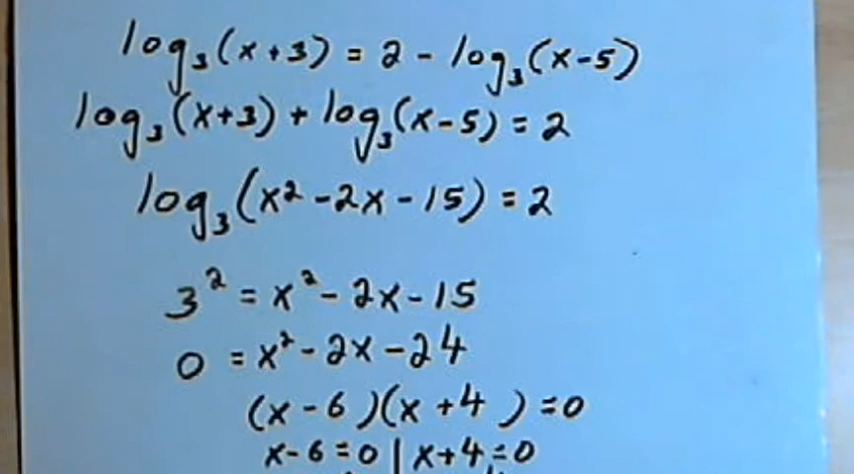 log₃(x+3) = 2 - log₃(x-5)
log₃(x+3) + log₃(x-5) = 2
log₃(x² - 2x - 15) = 2
3² = x² - 2x - 15
0 = x² - 2x - 24
(x - 6)(x + 4) = 0
x - 6 = 0 | x + 4 = 0